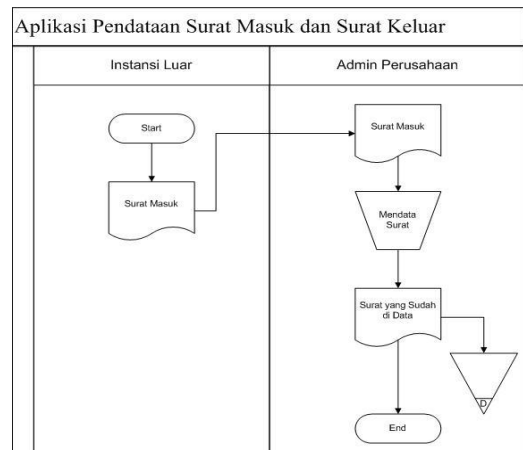 Aplikasi Pendataan Surat Masuk dan Surat Keluar
Instansi Luar
Admin Perusahaan
Start
Surat Masuk
Surat Masuk
Mendata
Surat
Surat yang Sudah
di Data
D
End